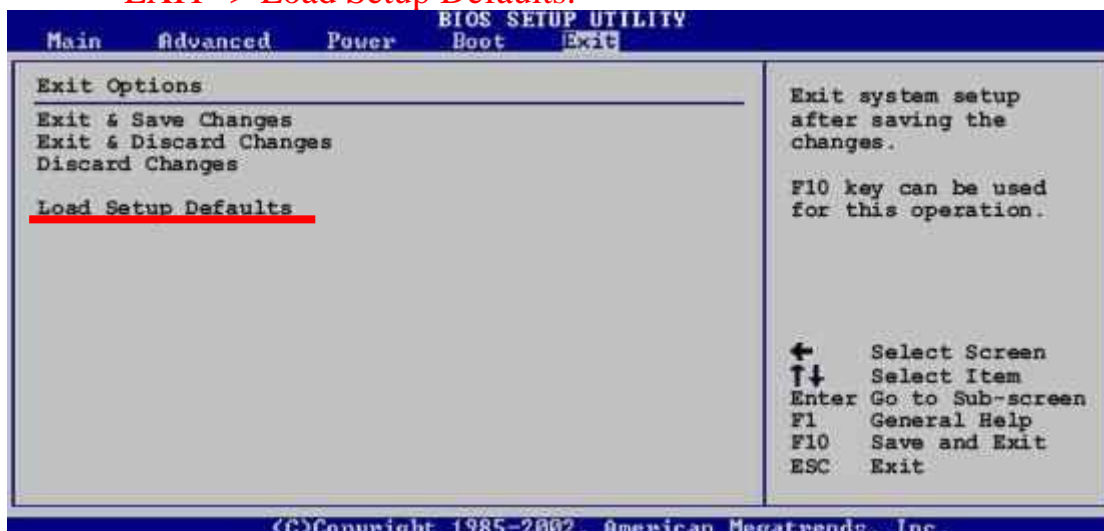 EXIT -> Load Setup Defaults.
BIOS SETUP UTILITY
Main Advanced Power Boot Exit
Exit Options
Exit & Save Changes
Exit & Discard Changes
Discard Changes
Load Setup Defaults
Exit system setup
after saving the
changes.
F10 key can be used
for this operation.
← Select Screen
↑↓ Select Item
Enter Go to Sub-screen
F1 General Help
F10 Save and Exit
ESC Exit
(C)Copyright 1985-2002, American Megatrends, Inc.